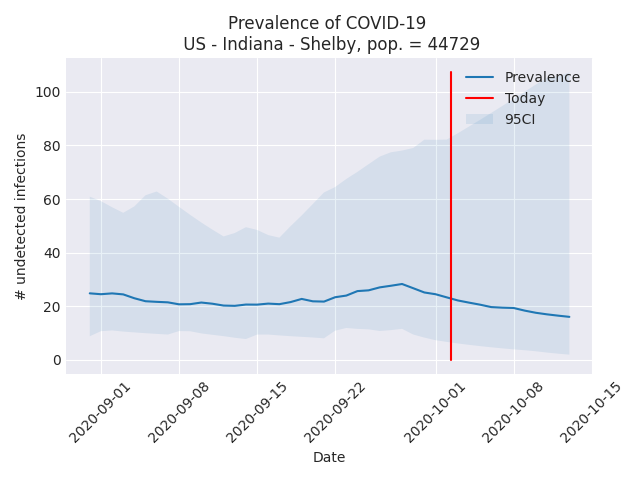 Prevalence of COVID-19
US - Indiana - Shelby, pop. = 44729
Prevalence
Today
95CI
100
80
60
40
20
0
# undetected infections
2020-09-01
2020-09-08
2020-09-15
2020-09-22
2020-10-01
2020-10-08
2020-10-15
Date